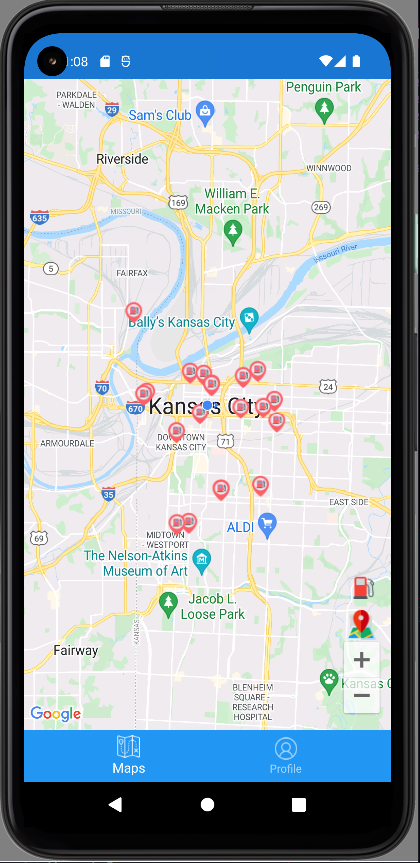 :08
Penguin Park
PARKADALE
- WALDEN
29
Sam's Club
Riverside
WINNWOOD
169
William E.
Macken Park
269
635
MISSOURI
Missouri River
5
FAIRFAX
Bally's Kansas City
70
24
670
Kansas City
DOWNTOWN
KANSAS CITY
71
ARMOURDALE
35
EAST SIDE
ALDI
69
MIDTOWN
- WESTPORT
The Nelson-Atkins
Museum of Art
Jacob L.
Loose Park
KANSAS
Fairway
+
Kansas C
−
BLENHEIM
SQUARE -
RESEARCH
HOSPITAL
Google
Maps
Profile